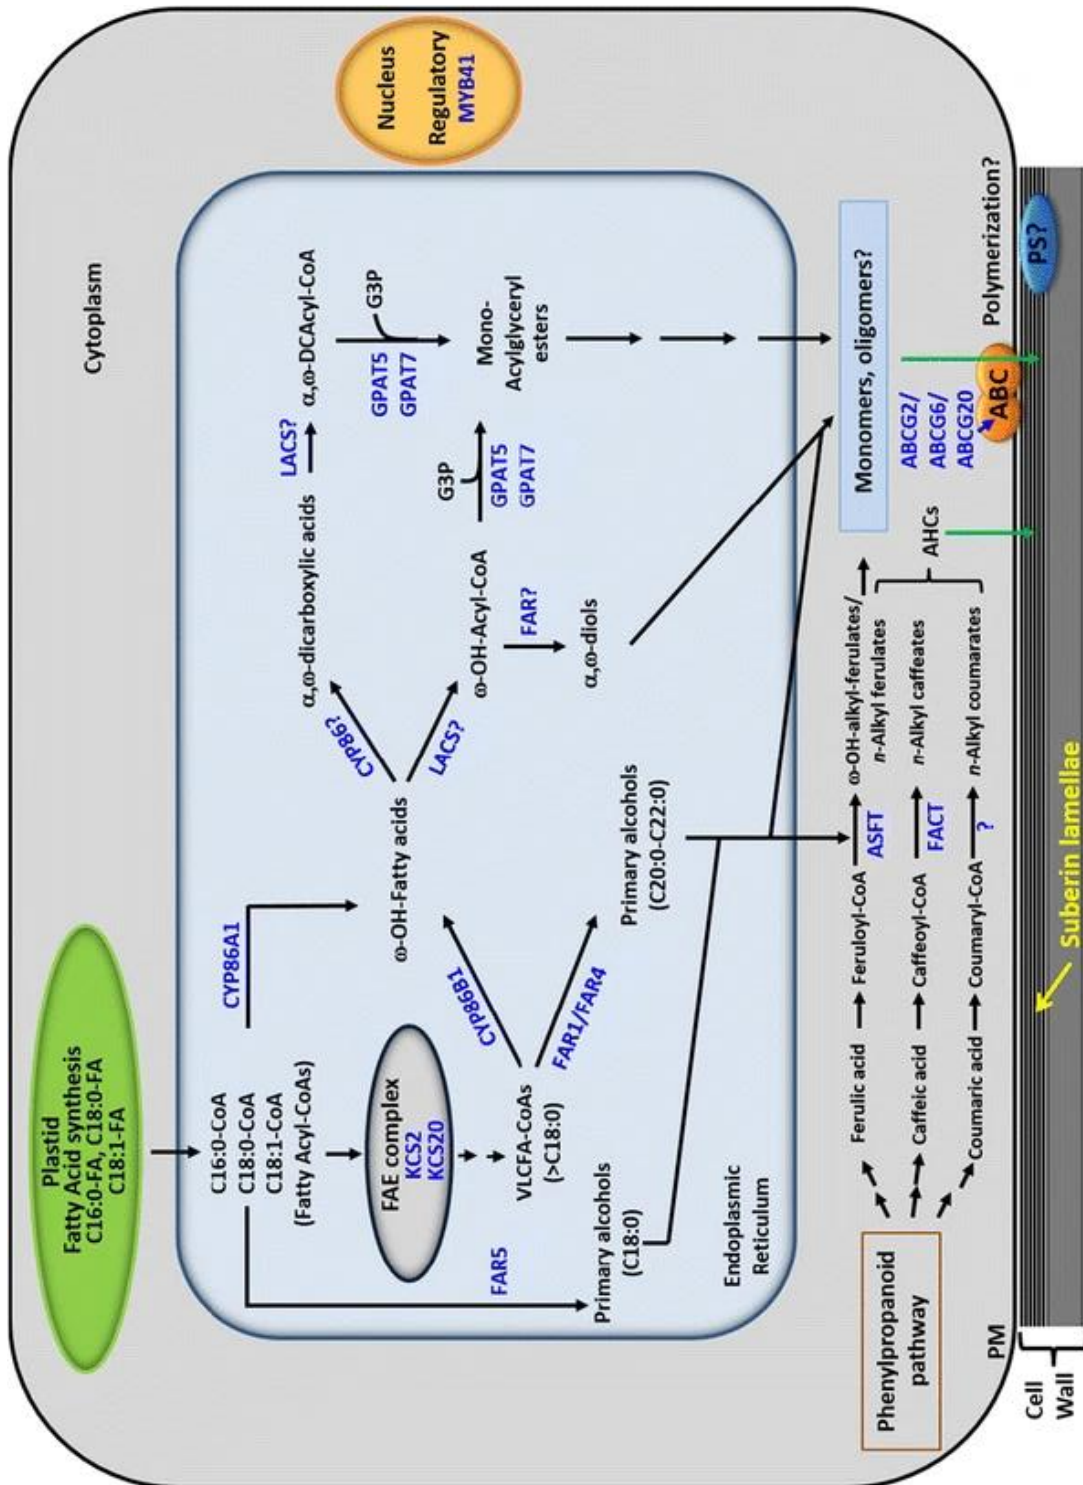 Plastid
Fatty Acid synthesis
C16:0-FA, C18:0-FA
C18:1-FA
Cytoplasm
Nucleus
Regulatory
MYB41
C16:0-CoA
C18:0-CoA
C18:1-CoA
(Fatty Acyl-CoAs)
CYP86A1
FAE complex
KCS2
KCS20
FAR5
VLCFA-CoAs
(>C18:0)
CYP86B1
FAR1/FAR4
Primary alcohols
(C18:0)
Primary alcohols
(C20:0-C22:0)
ω-OH-Fatty acids
CYP86?
LACS?
α,ω-dicarboxylic acids
LACS?
α,ω-DCAcyl-CoA
G3P
GPAT5
GPAT7
ω-OH-Acyl-CoA
G3P
GPAT5
GPAT7
Mono-
Acylglyceryl
esters
FAR?
α,ω-diols
Endoplasmic
Reticulum
Phenylpropanoid
pathway
Ferulic acid
Feruloyl-CoA
ASFT
ω-OH-alkyl-ferulates/
n-Alkyl ferulates
Caffeic acid
Caffeoyl-CoA
FACT
n-Alkyl caffeates
Coumaric acid
Coumaryl-CoA
?
n-Alkyl coumarates
AHCs
Monomers, oligomers?
ABCG2/
ABCG6/
ABCG20
ABC
Polymerization?
PS?
PM
Cell
Wall
Suberin lamellae